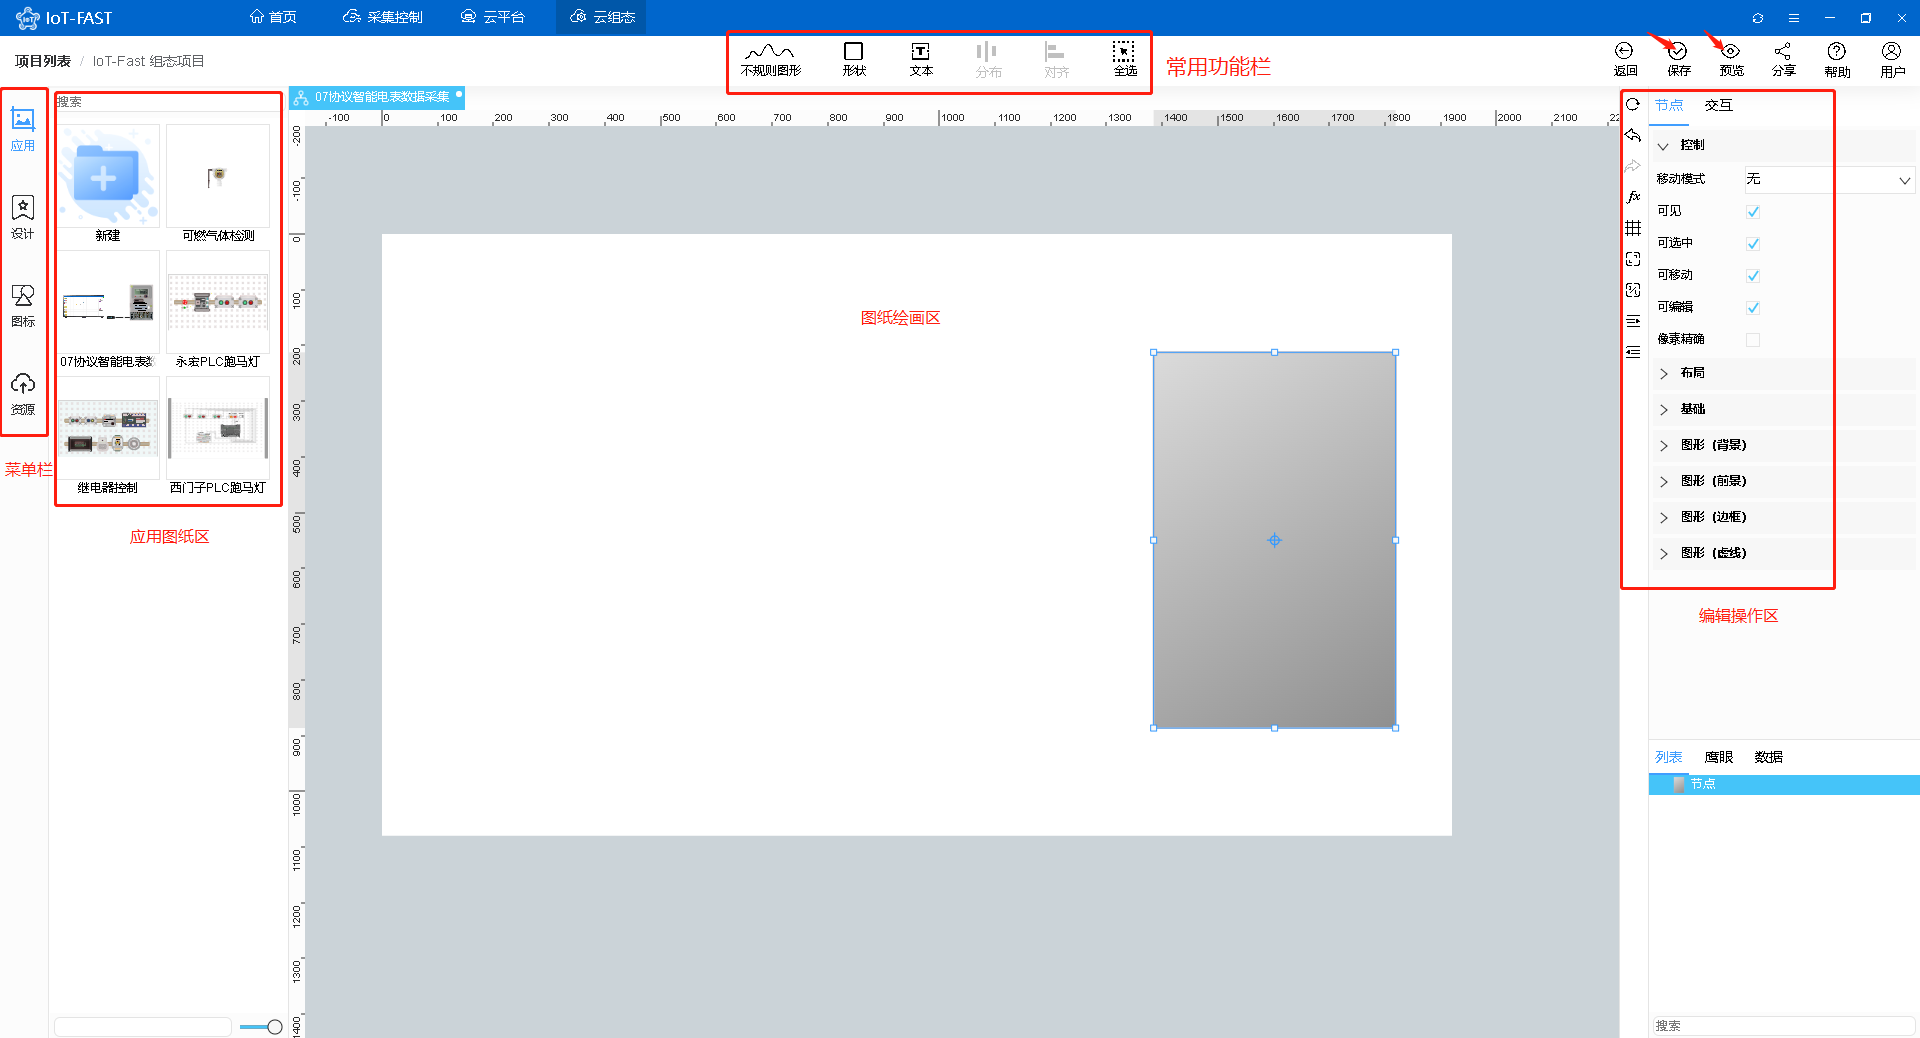 IoT-FAST
首页
采集控制
云平台
云组态
项目列表 / IoT-Fast 组态项目
不规则图形
形状
文本
分布
对齐
全选
常用功能栏
返回
保存
预览
分享
帮助
用户
应用
设计
图标
资源
菜单栏
搜索
新建
可燃气体检测
07协议智能电表数
永宏PLC跑马灯
继电器控制
西门子PLC跑马灯
应用图纸区
07协议智能电表数据采集
-100 0 100 200 300 400 500 600 700 800 900 1000 1100 1200 1300 1400 1500 1600 1700 1800 1900 2000 2100 22
-200
-100
0
100
200
300
400
500
600
700
800
900
1000
1100
1200
1300
1400
图纸绘画区
fx
节点 交互
控制
移动模式 无
可见
可选中
可移动
可编辑
像素精确
布局
基础
图形（背景）
图形（前景）
图形（边框）
图形（虚线）
编辑操作区
列表 鹰眼 数据
节点
搜索